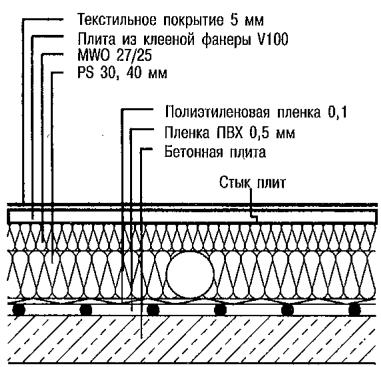 Текстильное покрытие 5 мм
Плита из клееной фанеры V100
MWO 27/25
PS 30, 40 мм
Полиэтиленовая пленка 0,1
Пленка ПВХ 0,5 мм
Бетонная плита
Стык плит